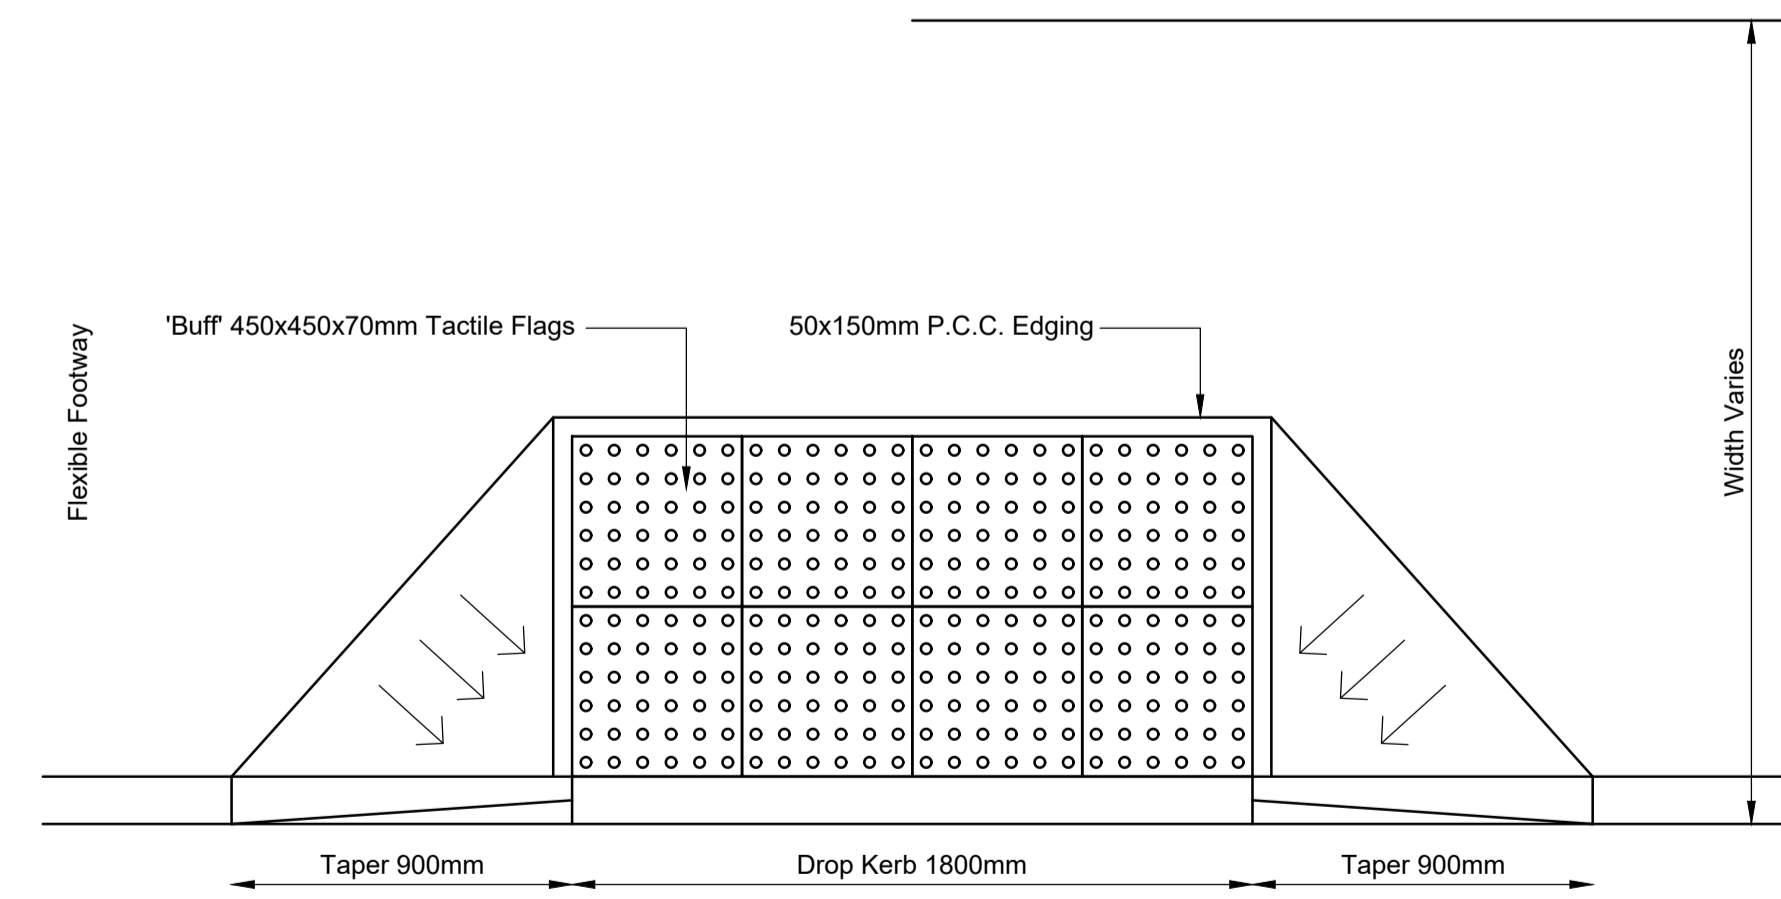 'Buff' 450x450x70mm Tactile Flags
50x150mm P.C.C. Edging
Flexible Footway
Width Varies
Taper 900mm
Drop Kerb 1800mm
Taper 900mm